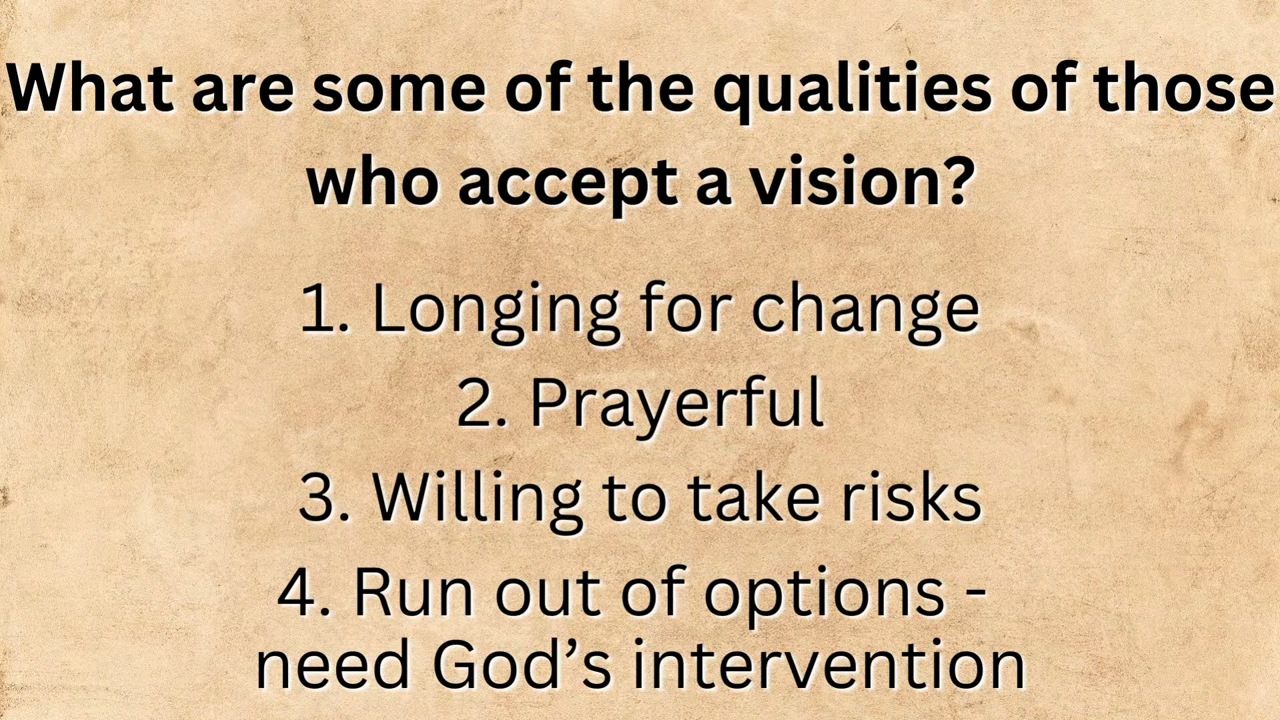 What are some of the qualities of those
who accept a vision?
1. Longing for change
2. Prayerful
3. Willing to take risks
4. Run out of options -
need God’s intervention